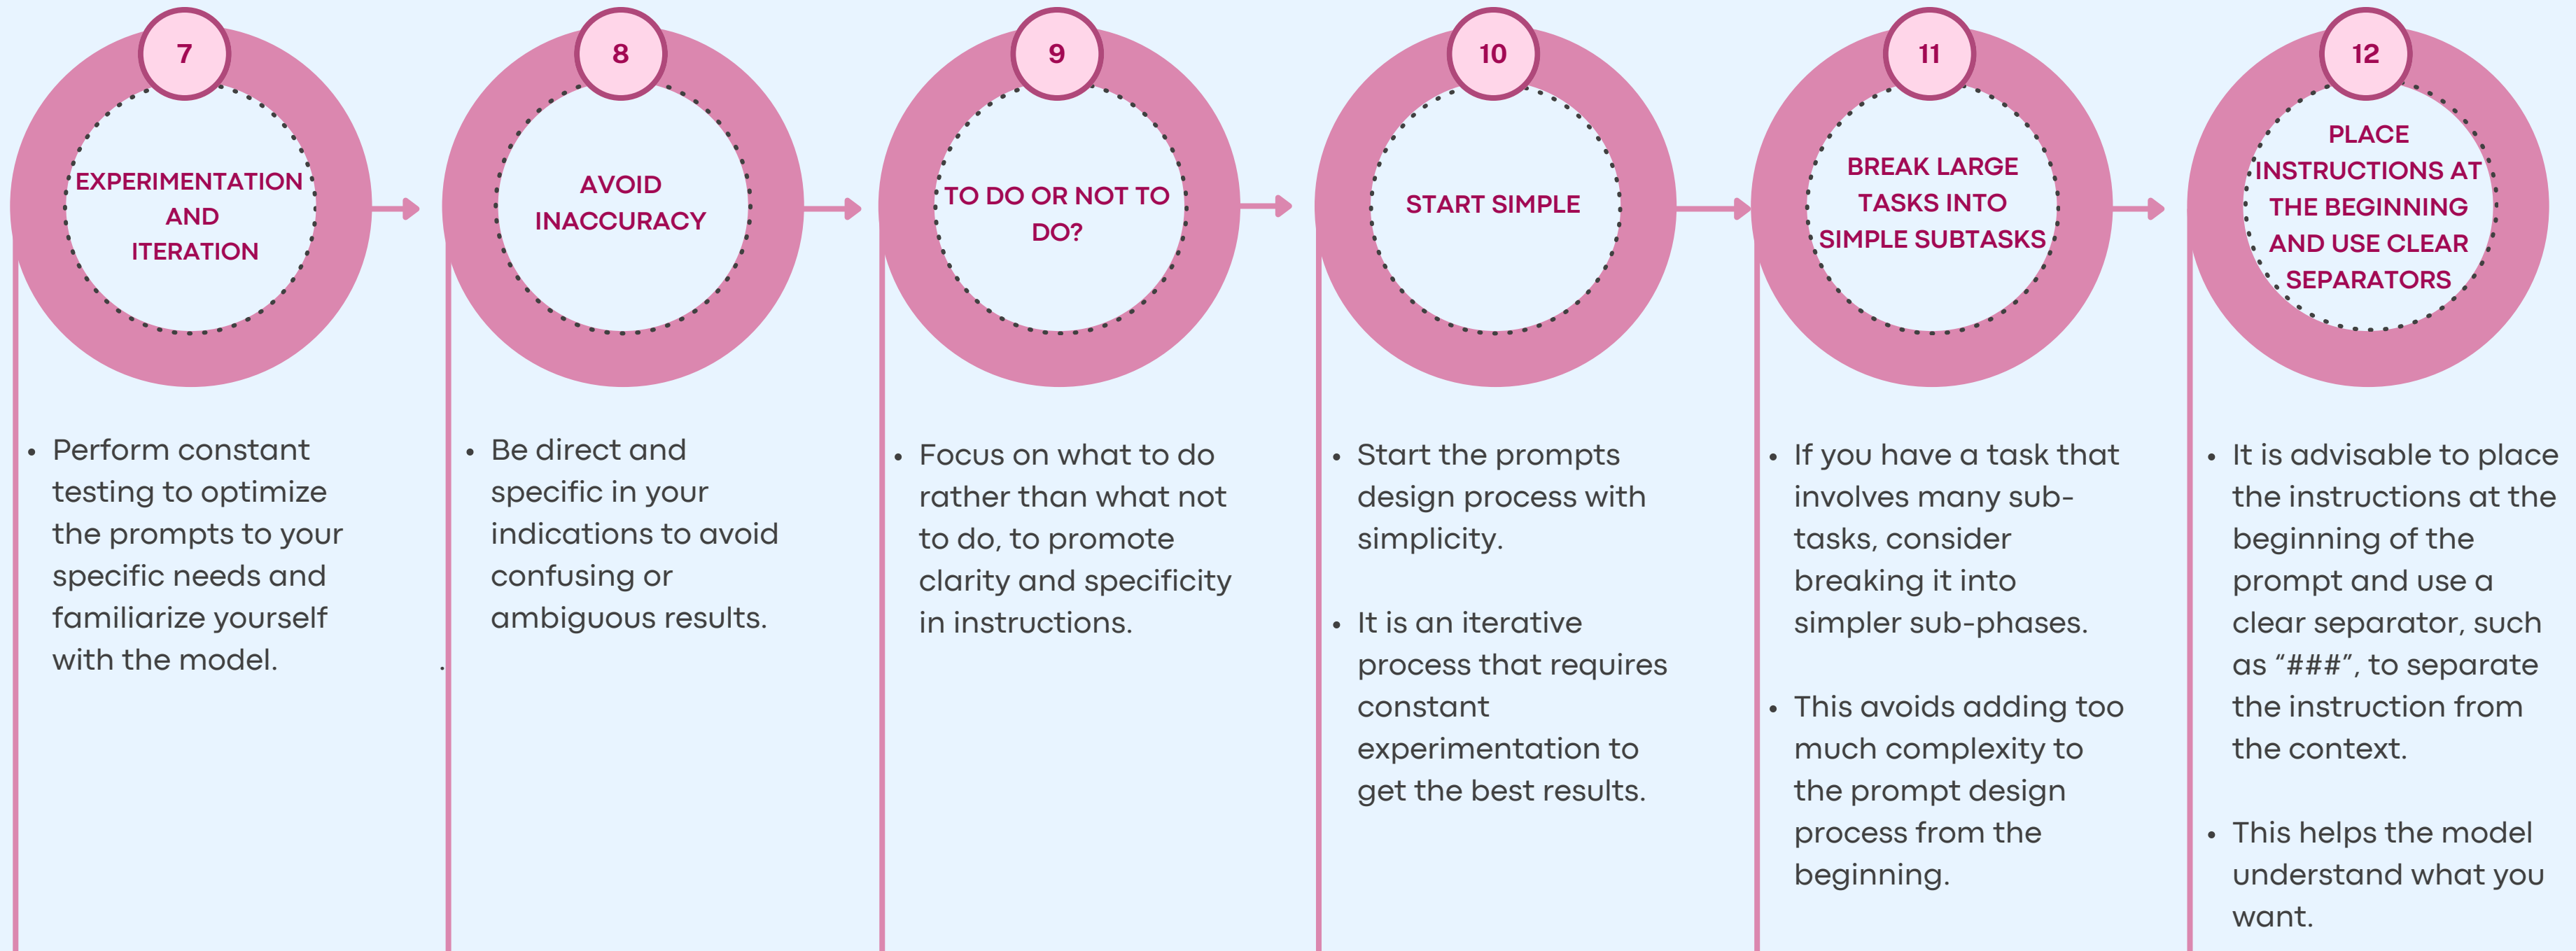 7
EXPERIMENTATION
AND
ITERATION
• Perform constant
testing to optimize
the prompts to your
specific needs and
familiarize yourself
with the model.
8
AVOID
INACCURACY
• Be direct and
specific in your
indications to avoid
confusing or
ambiguous results.
.
9
TO DO OR NOT TO
DO?
• Focus on what to do
rather than what not
to do, to promote
clarity and specificity
in instructions.
10
START SIMPLE
• Start the prompts
design process with
simplicity.
• It is an iterative
process that requires
constant
experimentation to
get the best results.
11
BREAK LARGE
TASKS INTO
SIMPLE SUBTASKS
• If you have a task that
involves many sub-
tasks, consider
breaking it into
simpler sub-phases.
• This avoids adding too
much complexity to
the prompt design
process from the
beginning.
12
PLACE
INSTRUCTIONS AT
THE BEGINNING
AND USE CLEAR
SEPARATORS
• It is advisable to place
the instructions at the
beginning of the
prompt and use a
clear separator, such
as “###”, to separate
the instruction from
the context.
• This helps the model
understand what you
want.